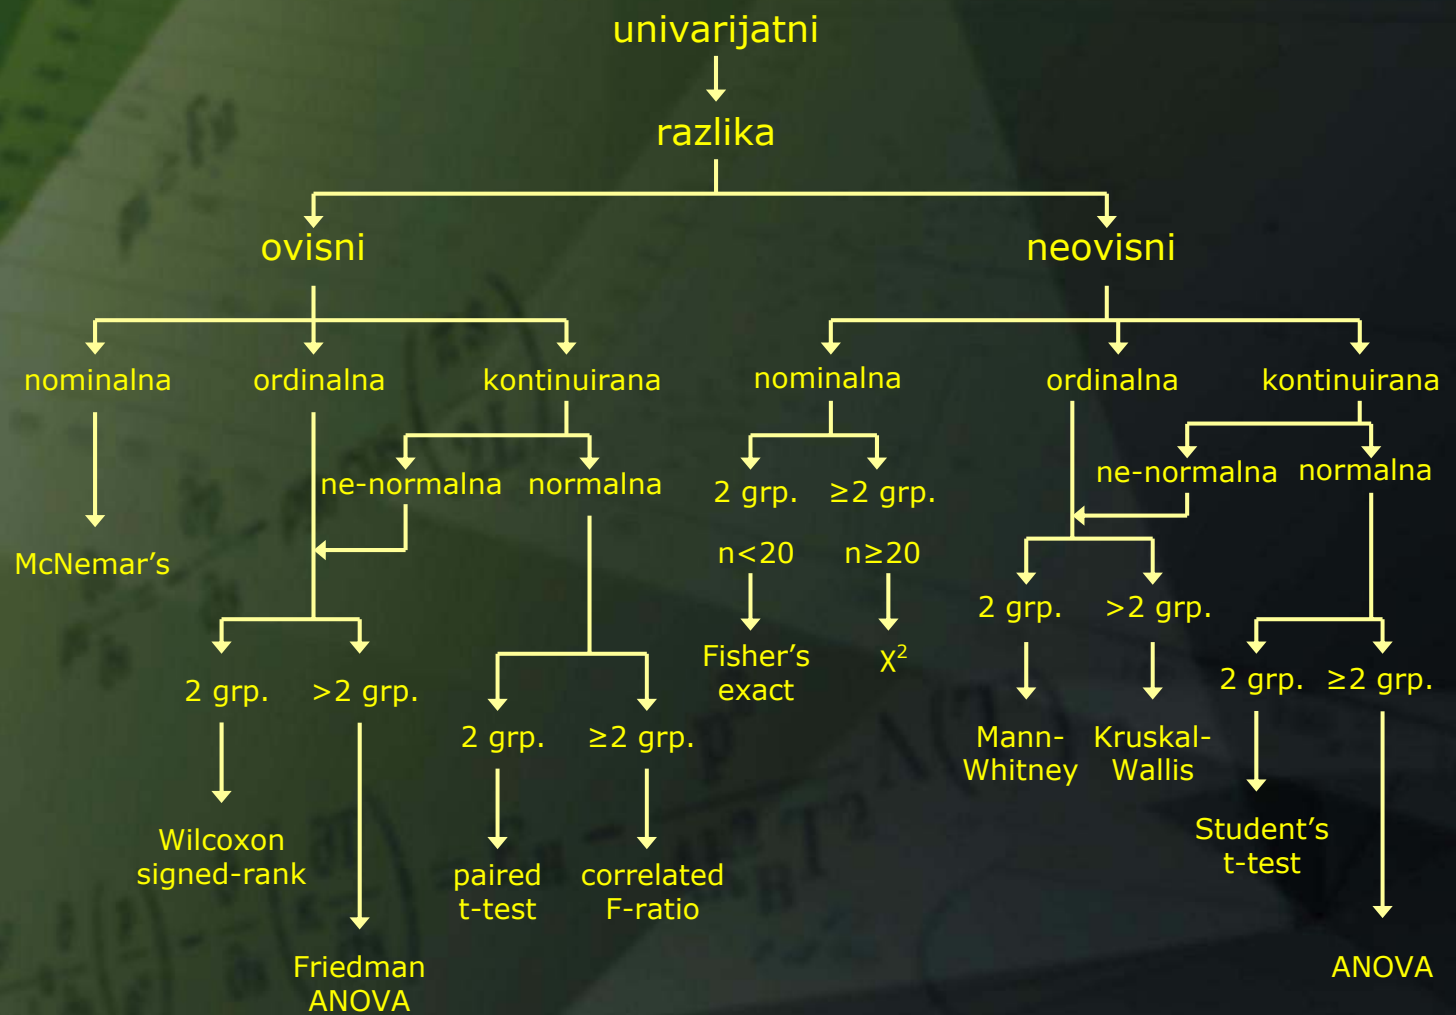 univarijatni
razlika
ovisni
neovisni
nominalna
ordinalna
kontinuirana
nominalna
ordinalna
kontinuirana
ne-normalna
normalna
2 grp.
≥2 grp.
ne-normalna
normalna
McNemar’s
n<20
n≥20
2 grp.
>2 grp.
Fisher’s
exact
χ²
2 grp.
>2 grp.
2 grp.
≥2 grp.
2 grp.
≥2 grp.
Mann-
Whitney
Kruskal-
Wallis
Wilcoxon
signed-rank
Student’s
t-test
paired
t-test
correlated
F-ratio
Friedman
ANOVA
ANOVA